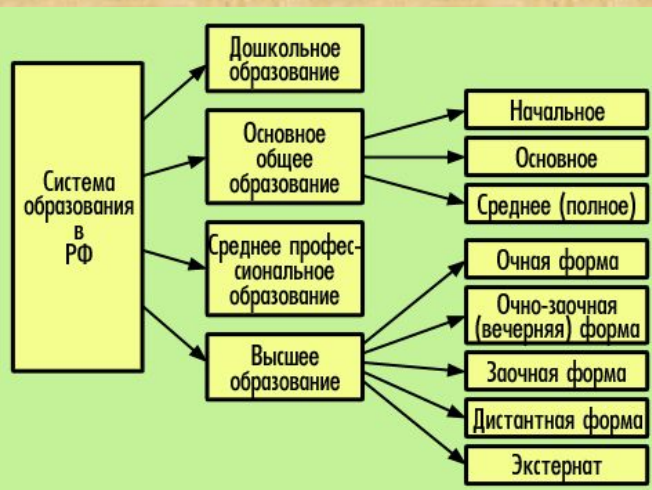 Система
образования
в
РФ
Дошкольное
образование
Основное
общее
образование
Среднее профес-
сиональное
образование
Высшее
образование
Начальное
Основное
Среднее (полное)
Очная форма
Очно-заочная
(вечерняя) форма
Заочная форма
Дистантная форма
Экстернат